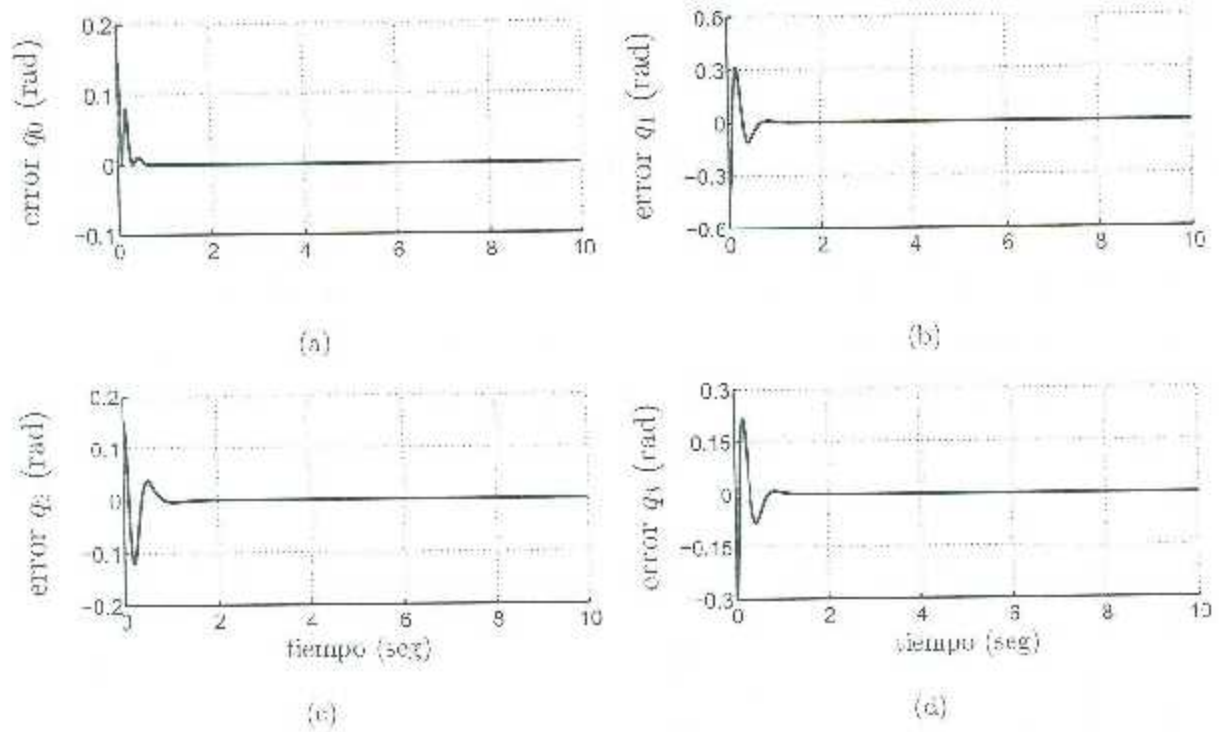 error q0 (rad)
0.2
0.1
0
−0.1
0 2 4 6 8 10
(a)
error q1 (rad)
0.6
0.3
0
−0.3
−0.6
0 2 4 6 8 10
(b)
error q2 (rad)
0.2
0.1
0
−0.1
−0.2
0 2 4 6 8 10
tiempo (seg)
(c)
error q3 (rad)
0.3
0.15
0
−0.15
−0.3
0 2 4 6 8 10
tiempo (seg)
(d)